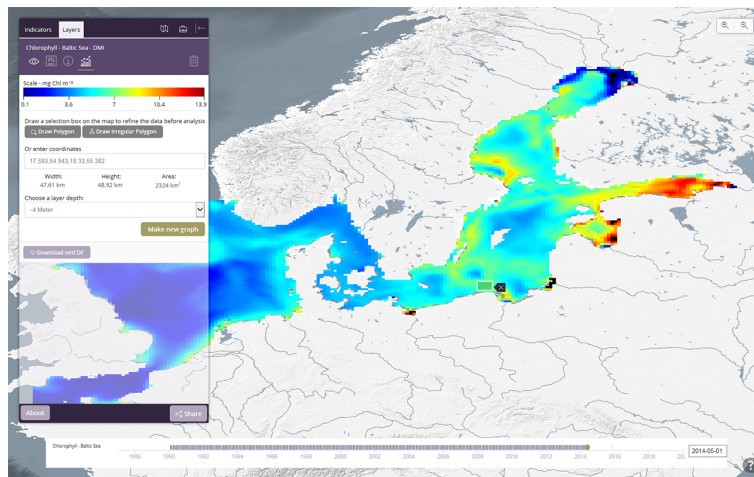 Indicators Layers
Chlorophyll - Baltic Sea - DMI
Scale - mg Chl m⁻³
0.1 3.6 7 10.4 13.9
Draw a selection box on the map to refine the data before analysis
Draw Polygon Draw Irregular Polygon
Or enter coordinates
17.583,54.943,18.33,55.382
Width: Height: Area:
47.61 km 48.92 km 2324 km²
Choose a layer depth:
-4 Meter
Make new graph
Download netCDF
About Share
Chlorophyll - Baltic Sea
1988 1990 1992 1994 1996 1998 2000 2002 2004 2006 2008 2010 2012 2014 2016 2018 20
2014-05-01
?